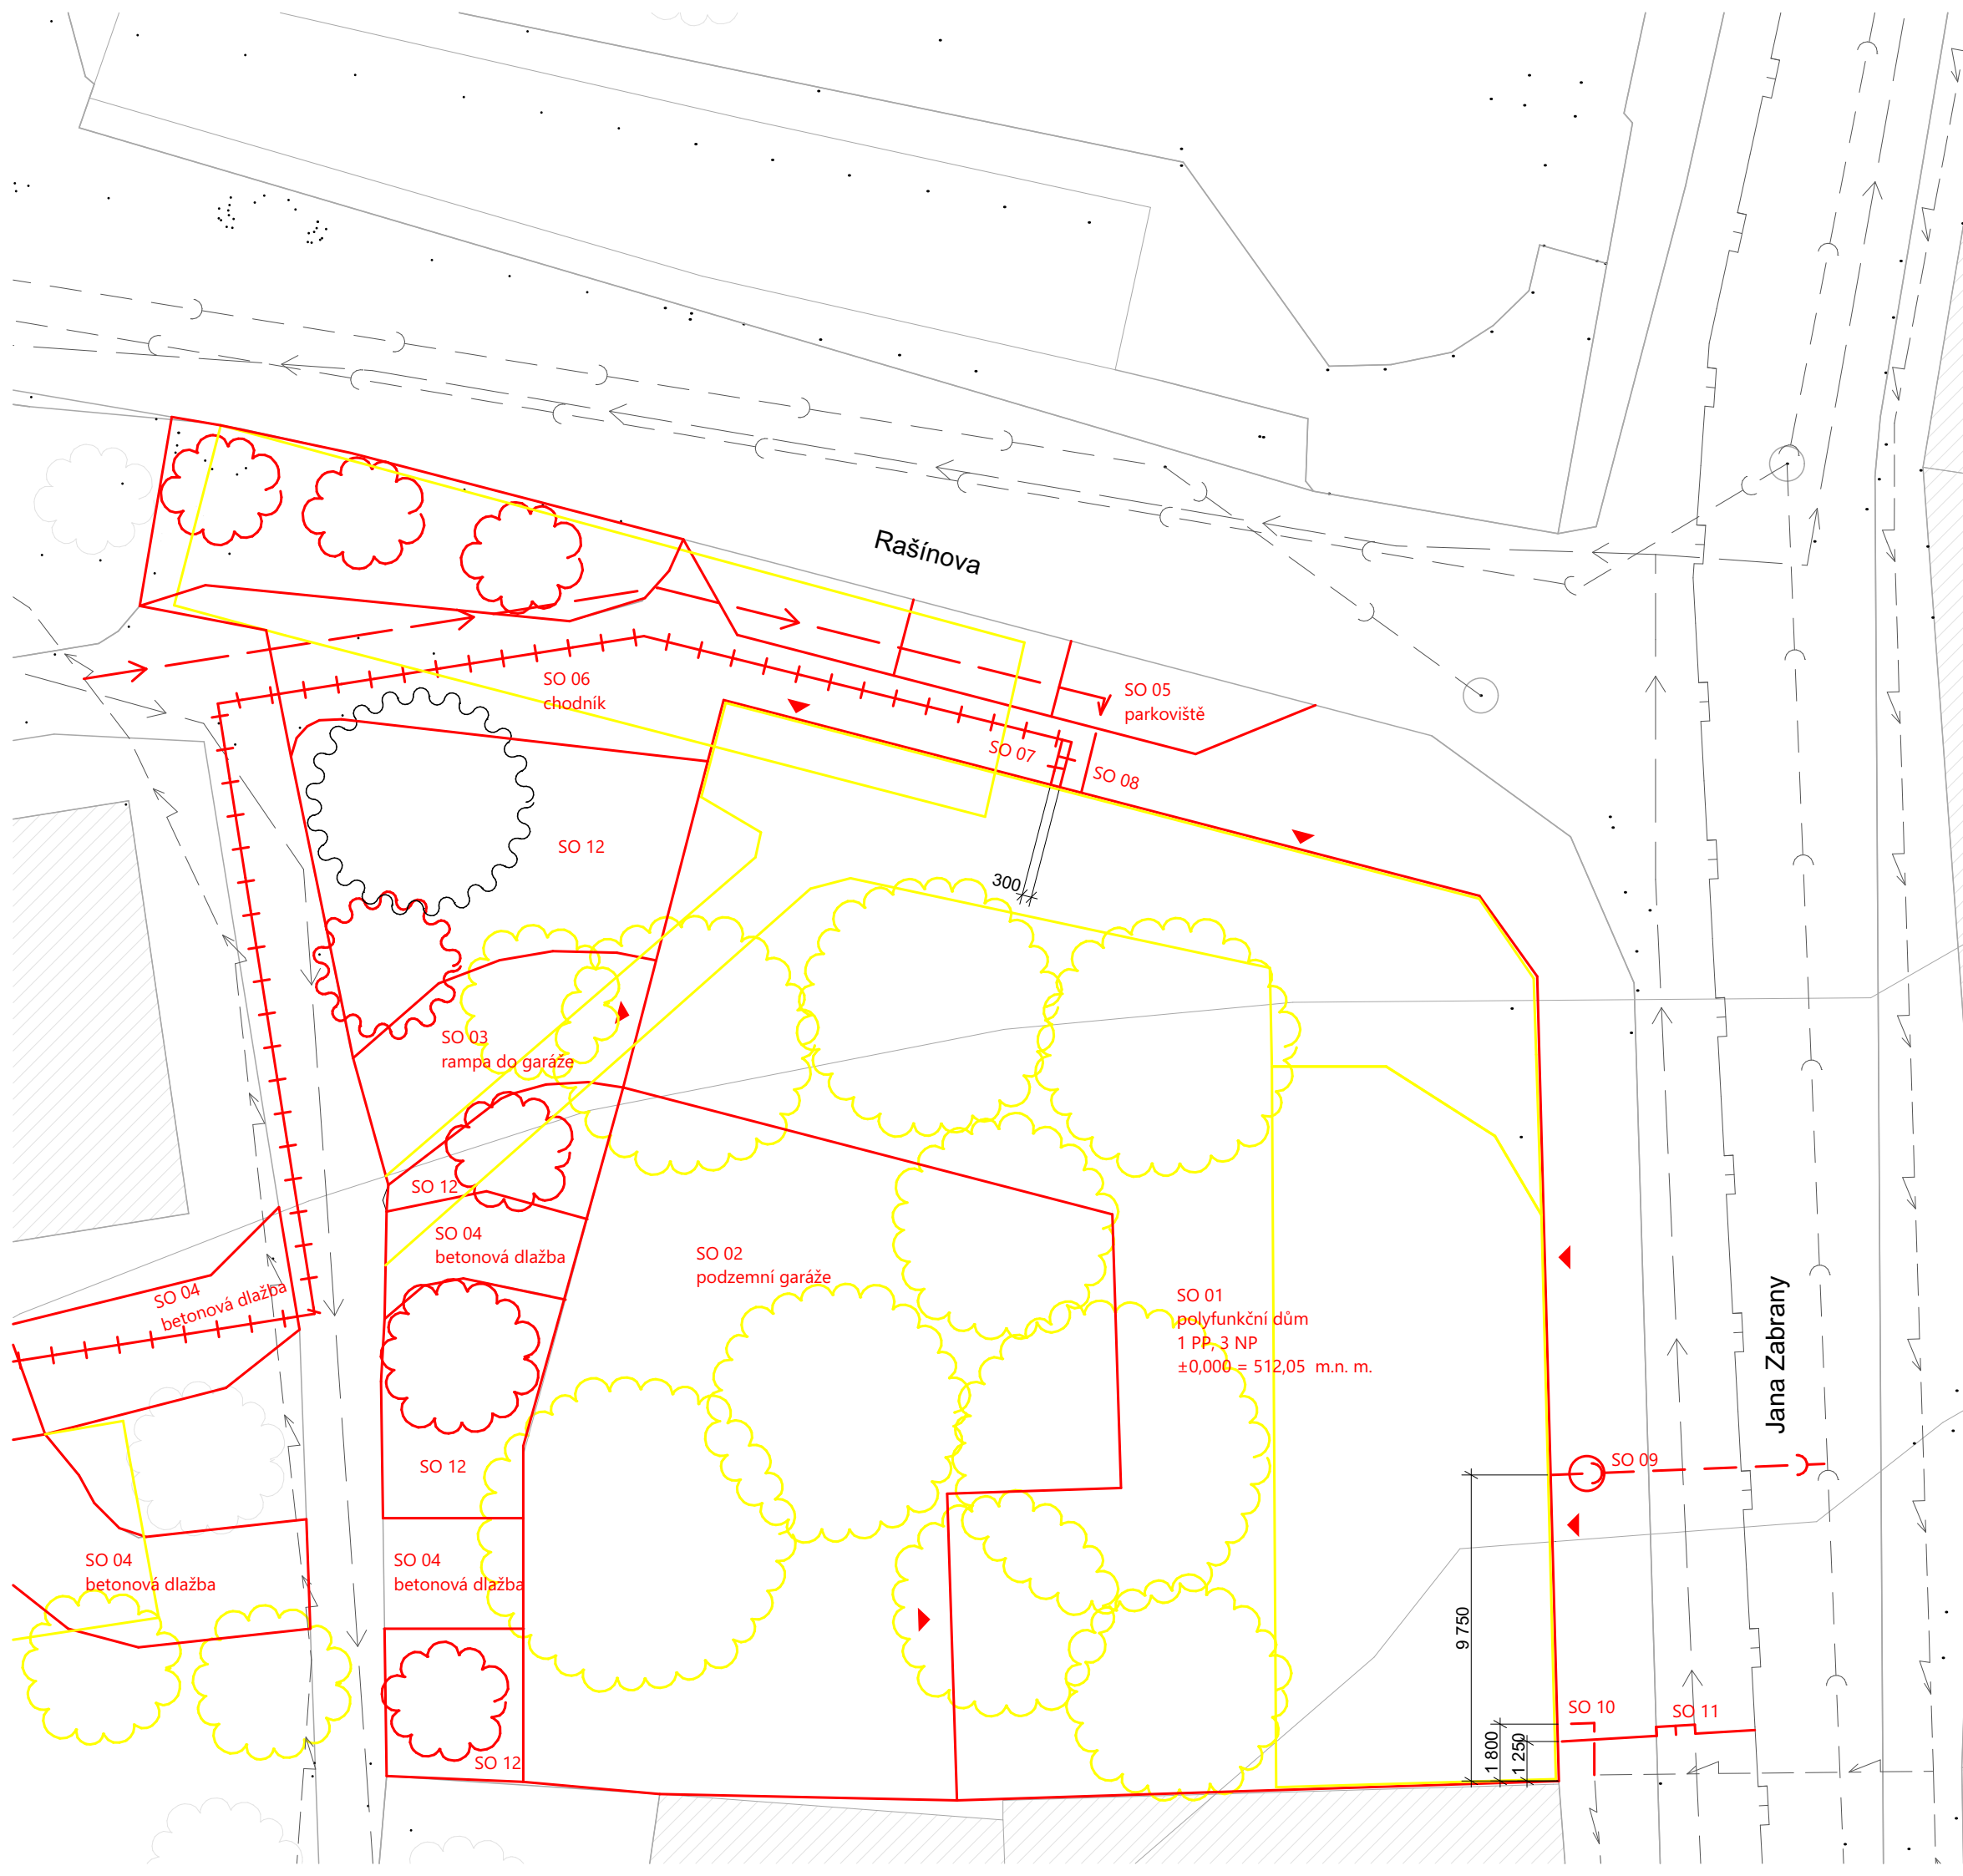 Rašínova
SO 06
chodník
SO 05
parkoviště
SO 07
SO 08
SO 12
300
SO 03
rampa do garáže
SO 12
SO 04
betonová dlažba
SO 02
podzemní garáže
SO 04
betonová dlažba
SO 01
polyfunkční dům
1 PP, 3 NP
±0,000 = 512,05 m.n. m.
Jana Zabrany
SO 12
SO 09
SO 04
betonová dlažba
SO 04
betonová dlažba
9 750
SO 10
SO 11
1 800
1 250
SO 12